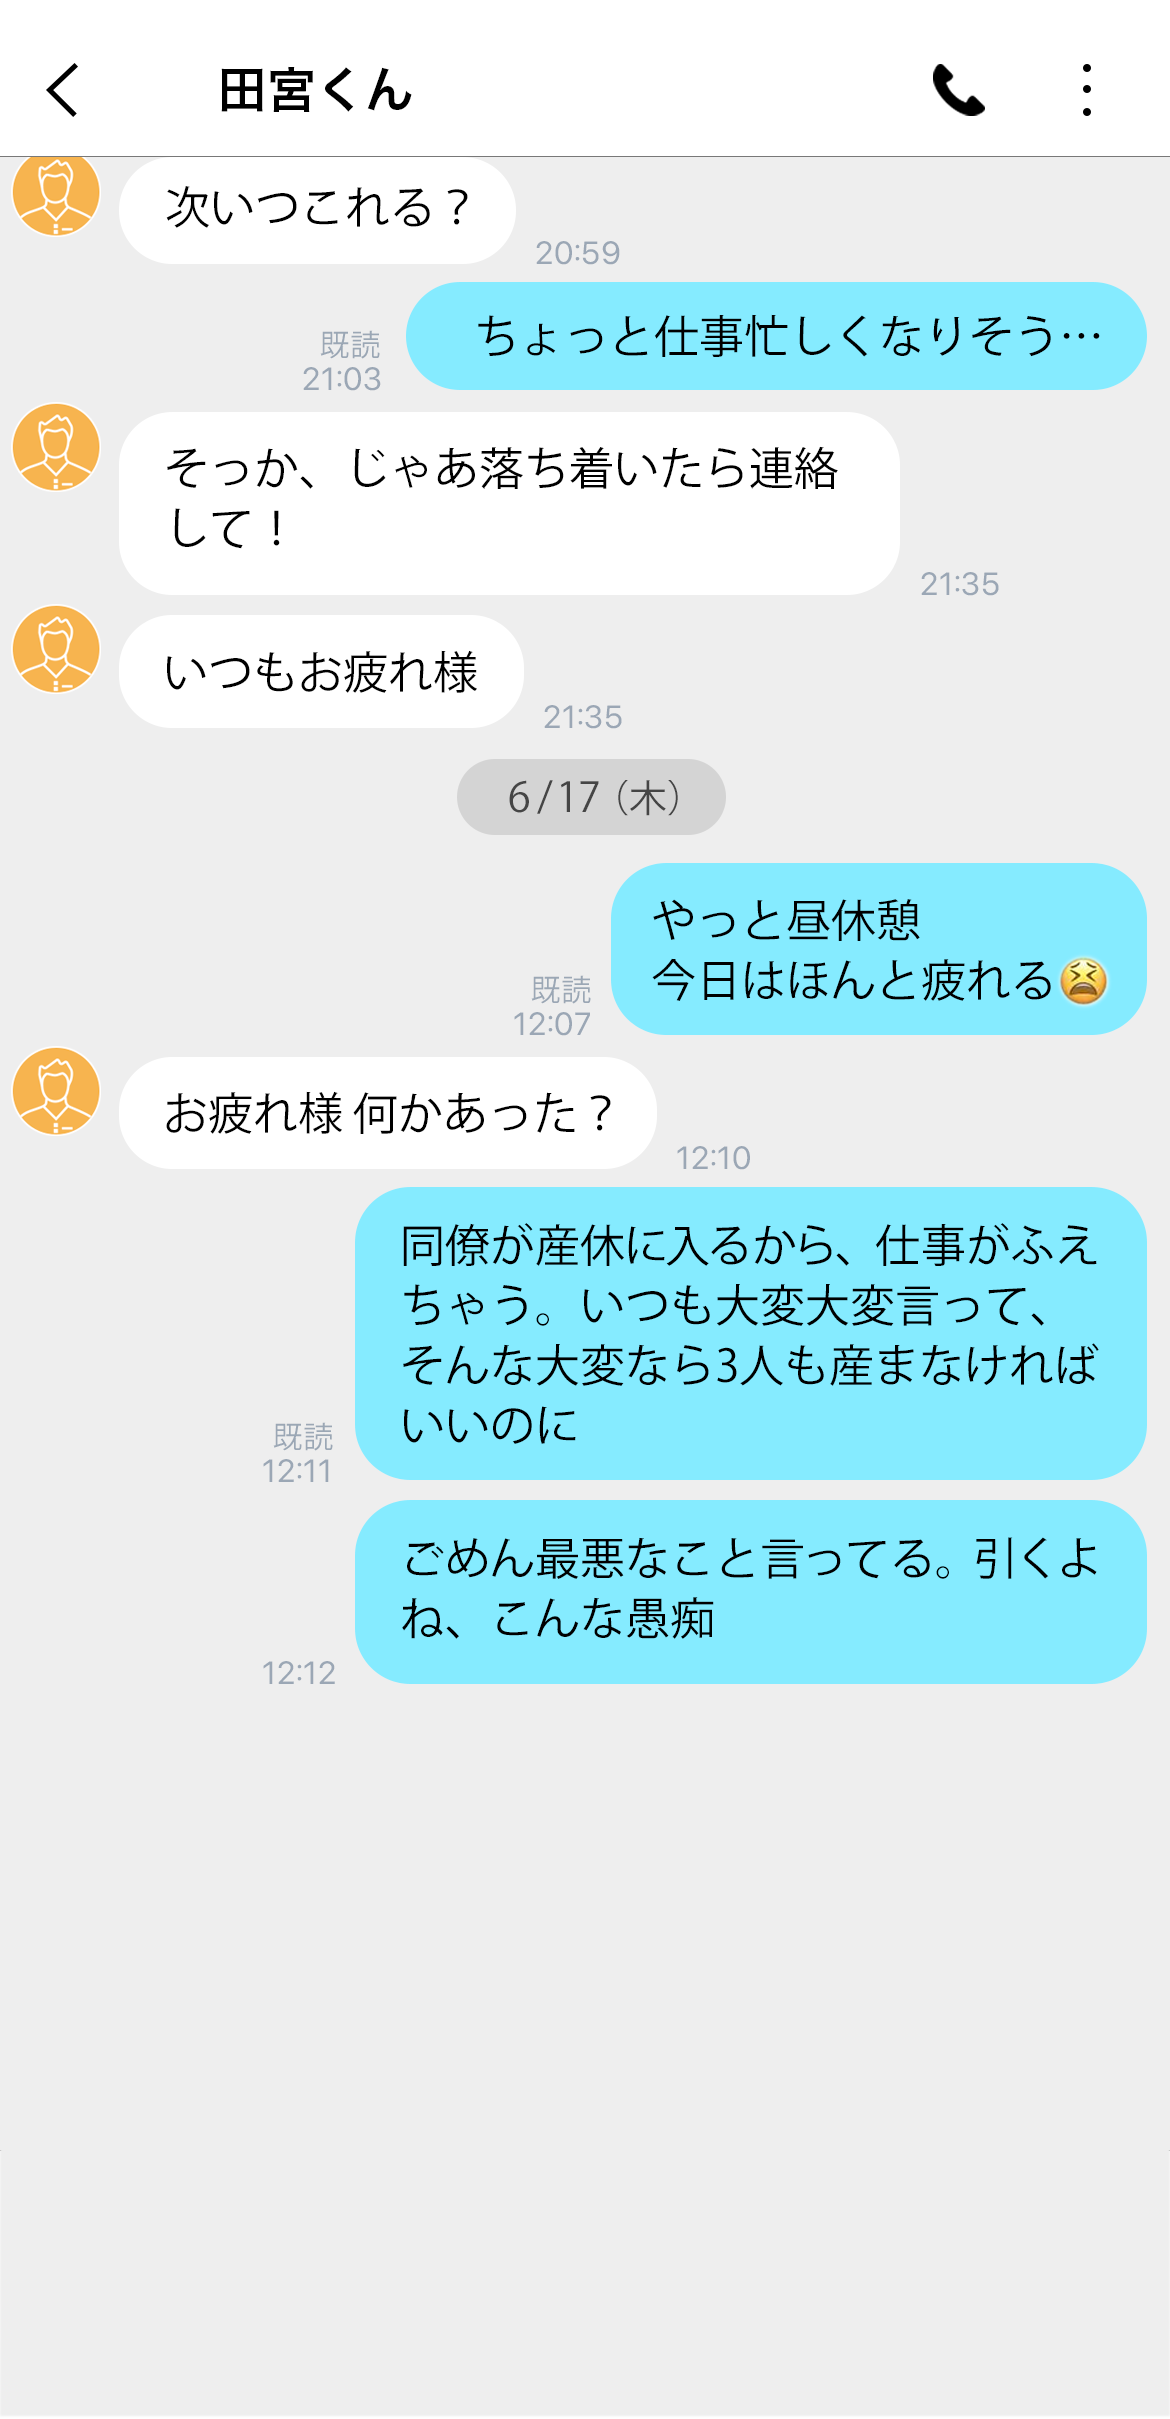 田宮くん
次いつこれる？
20:59
ちょっと仕事忙しくなりそう…
既読
21:03
そっか、じゃあ落ち着いたら連絡
して！
21:35
いつもお疲れ様
21:35
6/17（木）
やっと昼休憩
今日はほんと疲れる😫
既読
12:07
お疲れ様 何かあった？
12:10
同僚が産休に入るから、仕事がふえ
ちゃう。いつも大変大変言って、
そんな大変なら3人も産まなければ
いいのに
既読
12:11
ごめん最悪なこと言ってる。引くよ
ね、こんな愚痴
12:12